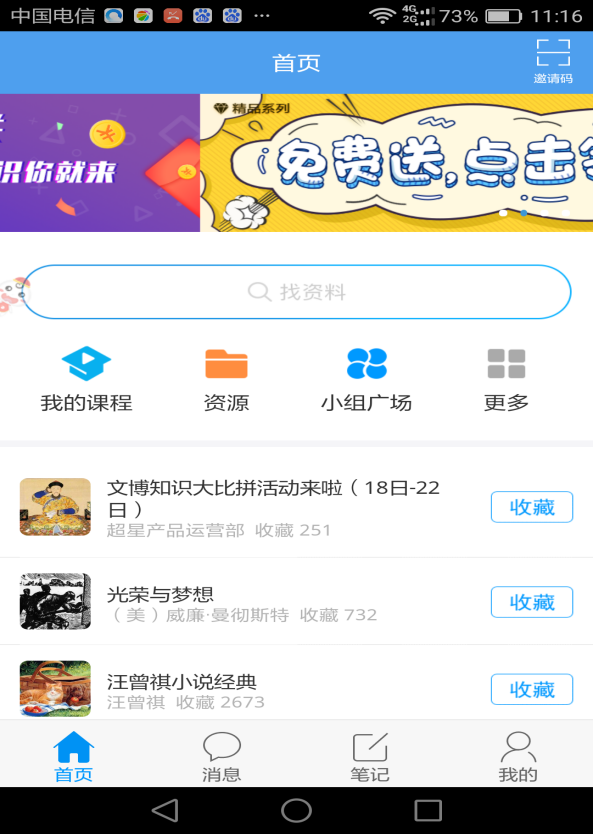 中国电信
4G
2G
73%
11:16
首页
邀请码
识你就来
精品系列
免费送,点击
找资料
我的课程
资源
小组广场
更多
文博知识大比拼活动来啦（18日-22
日）
收藏
超星产品运营部 收藏 251
光荣与梦想
收藏
（美）威廉·曼彻斯特 收藏 732
汪曾祺小说经典
收藏
汪曾祺 收藏 2673
首页
消息
笔记
我的